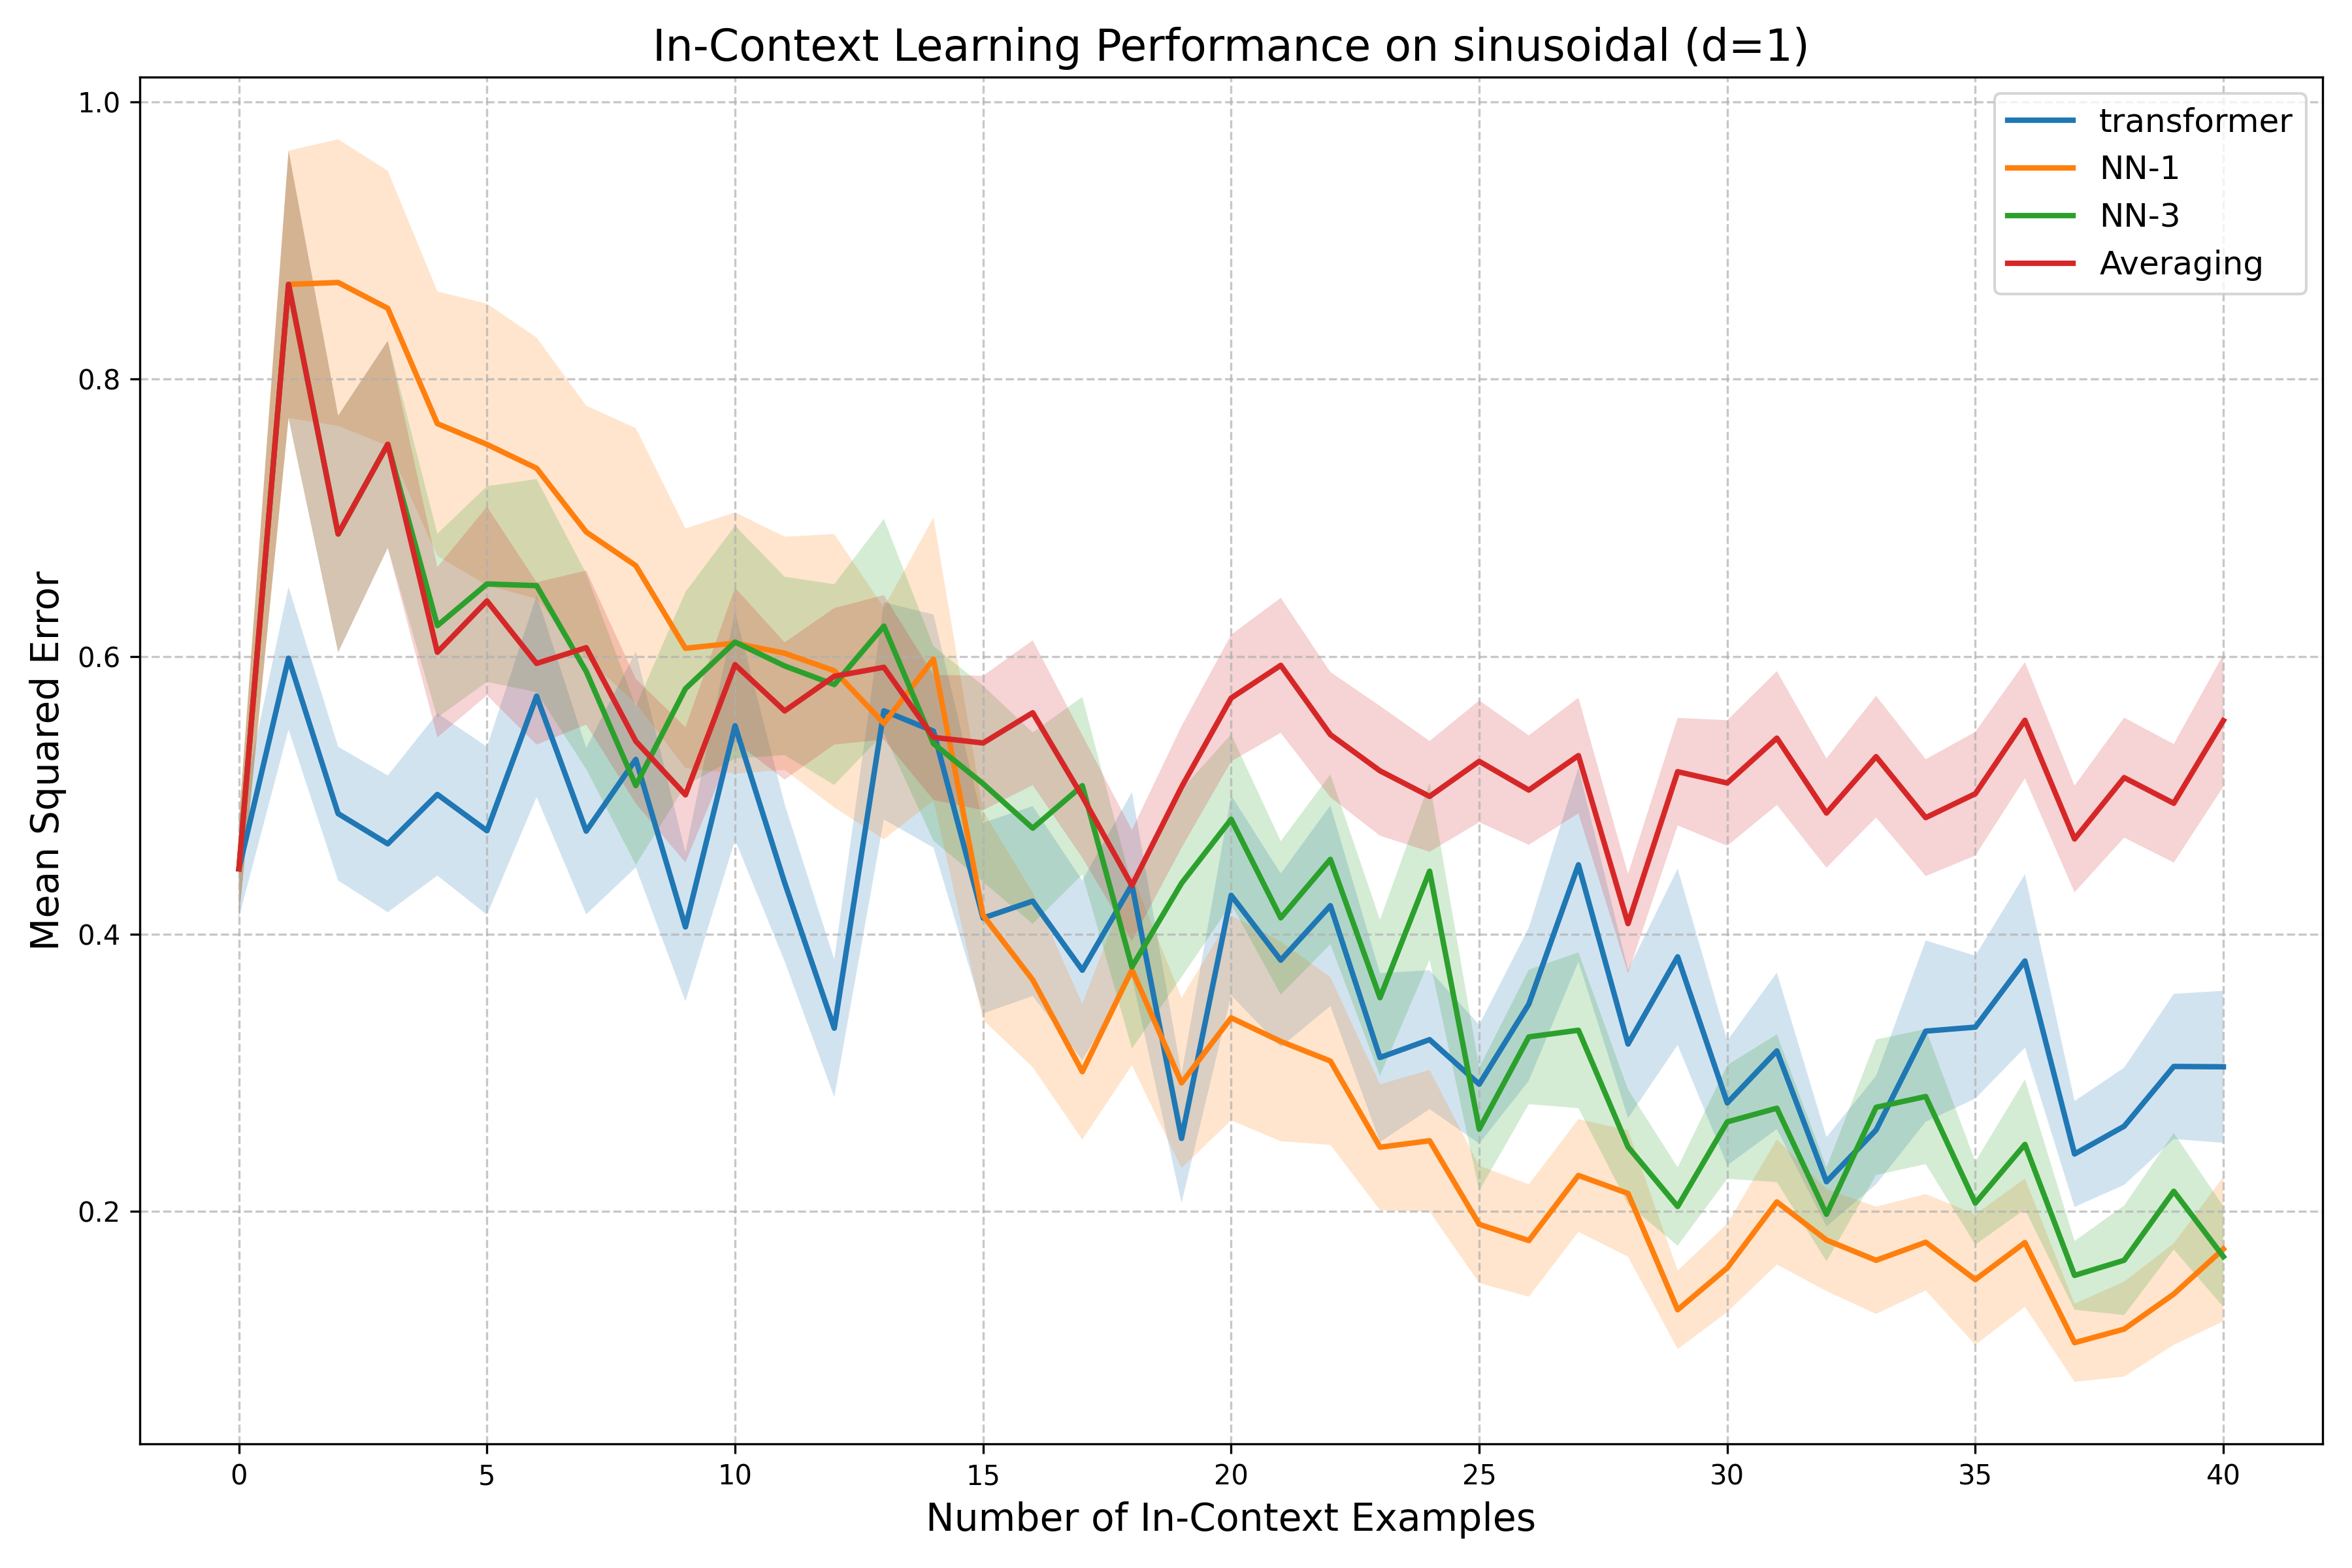 In-Context Learning Performance on sinusoidal (d=1)
transformer
NN-1
NN-3
Averaging
Mean Squared Error
1.0
0.8
0.6
0.4
0.2
0 5 10 15 20 25 30 35 40
Number of In-Context Examples